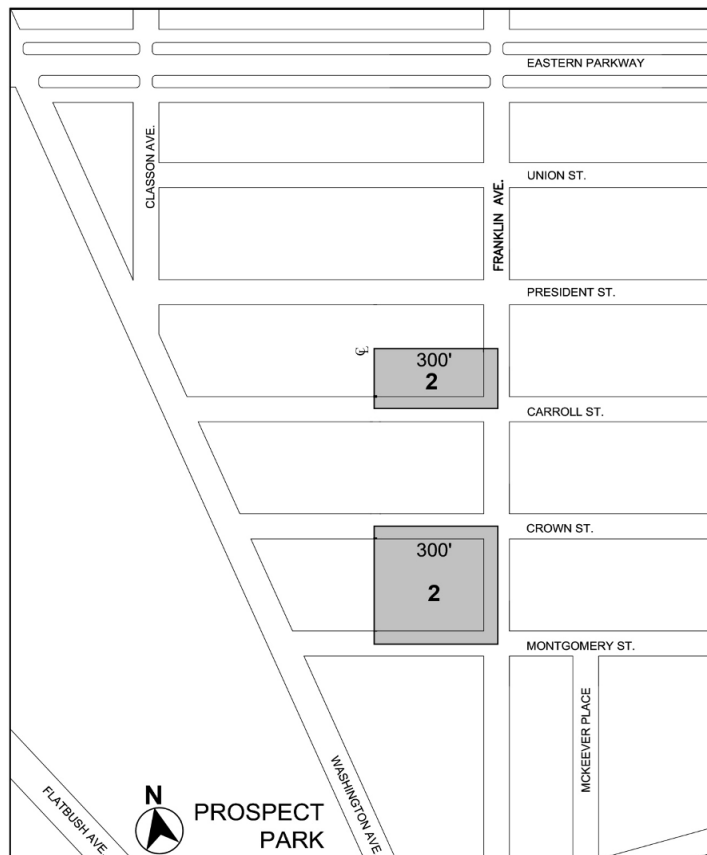 EASTERN PARKWAY
CLASSON AVE.
UNION ST.
FRANKLIN AVE.
PRESIDENT ST.
℄
300'
2
CARROLL ST.
CROWN ST.
300'
2
MONTGOMERY ST.
MCKEEVER PLACE
WASHINGTON AVE.
FLATBUSH AVE.
N
PROSPECT
PARK